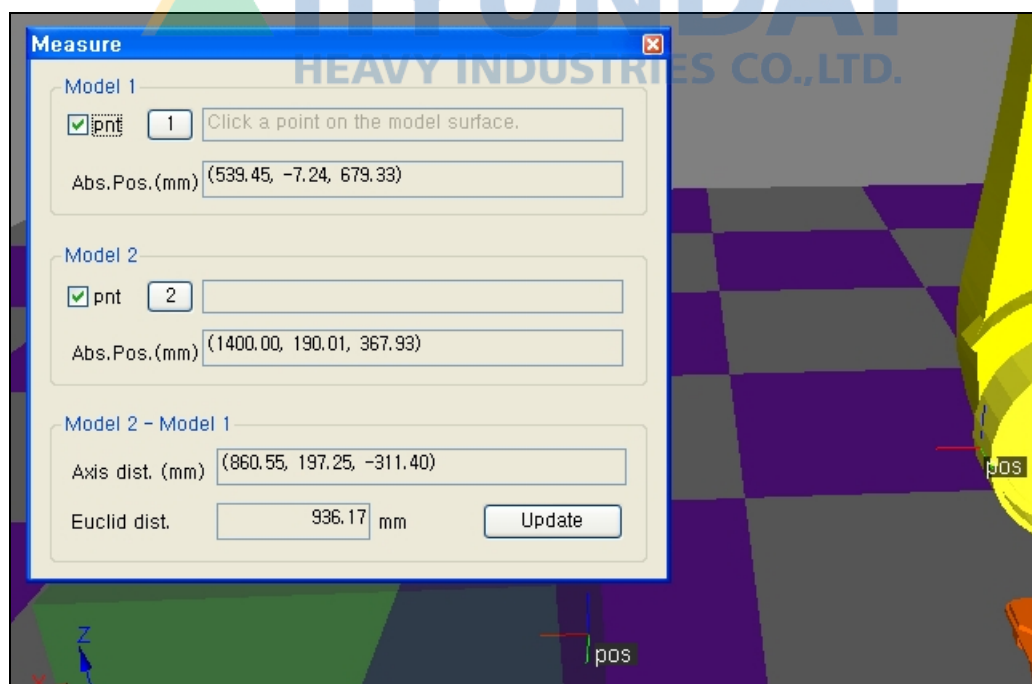 HYUNDAI
HEAVY INDUSTRIES CO.,LTD.
Measure
Model 1
pnt 1 Click a point on the model surface.
Abs.Pos.(mm) (539.45, -7.24, 679.33)
Model 2
pnt 2
Abs.Pos.(mm) (1400.00, 190.01, 367.93)
Model 2 - Model 1
Axis dist. (mm) (860.55, 197.25, -311.40)
Euclid dist. 936.17 mm Update
pos
Z
pos
X